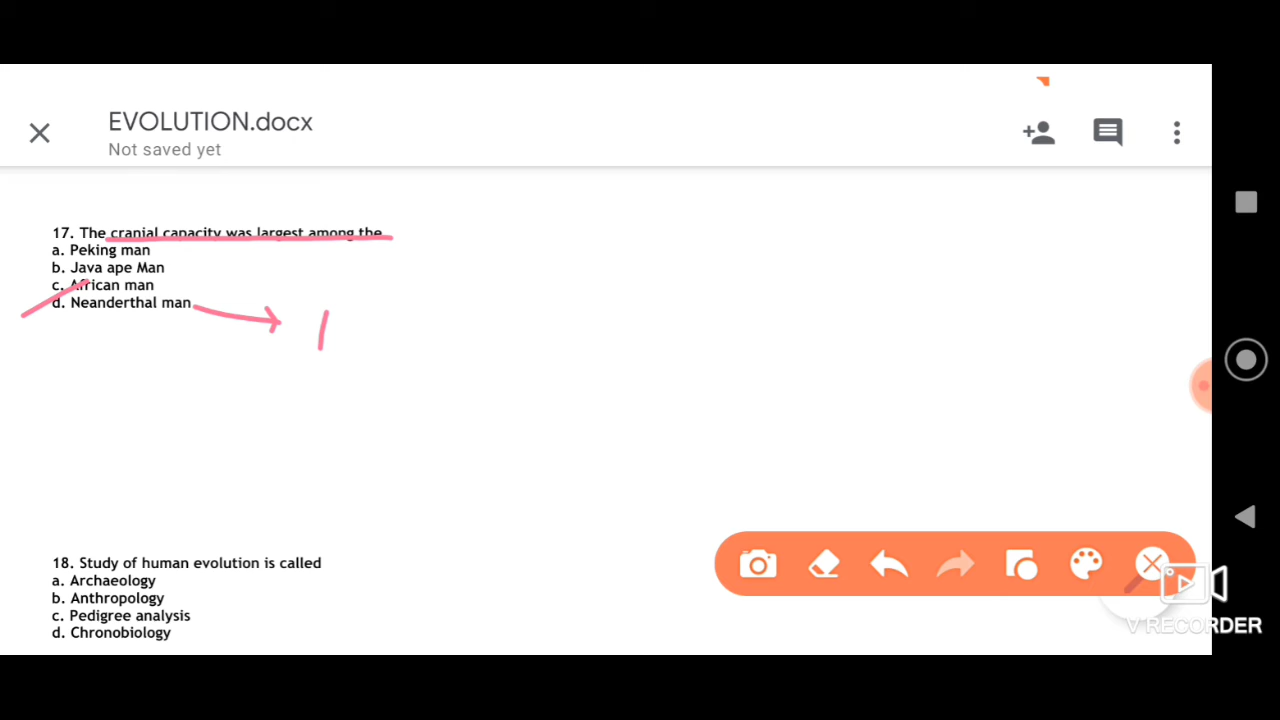 EVOLUTION.docx
Not saved yet
17. The cranial capacity was largest among the
a. Peking man
b. Java ape Man
c. African man
d. Neanderthal man
18. Study of human evolution is called
a. Archaeology
b. Anthropology
c. Pedigree analysis
d. Chronobiology
V RECORDER